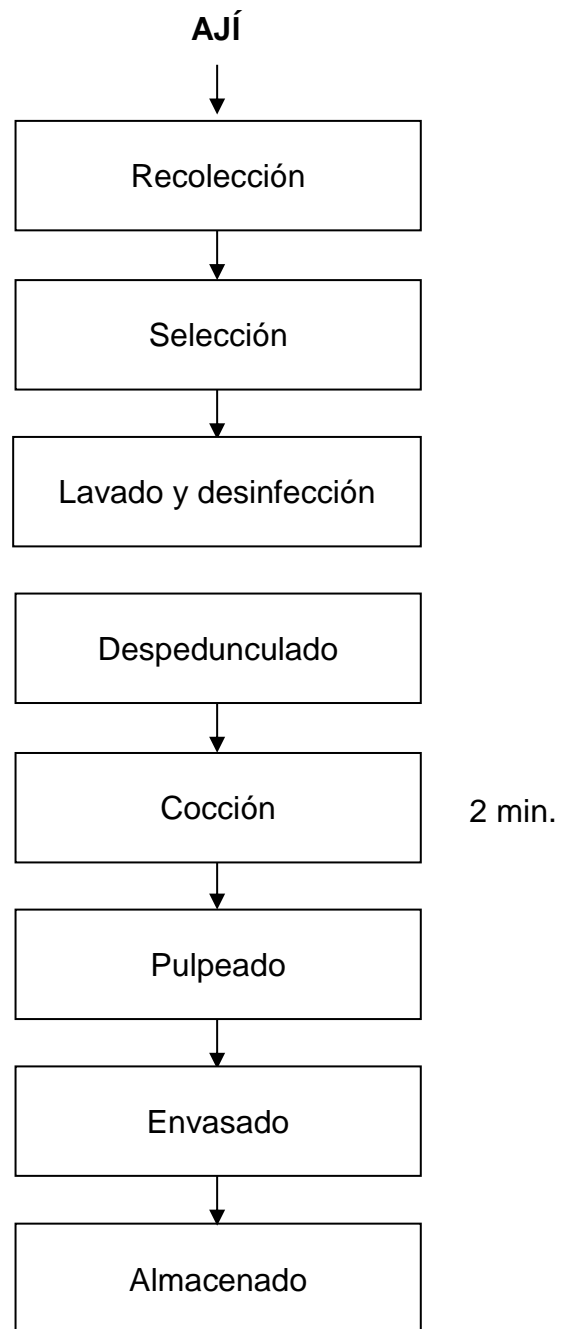 AJÍ
Recolección
Selección
Lavado y desinfección
Despedunculado
Cocción
2 min.
Pulpeado
Envasado
Almacenado